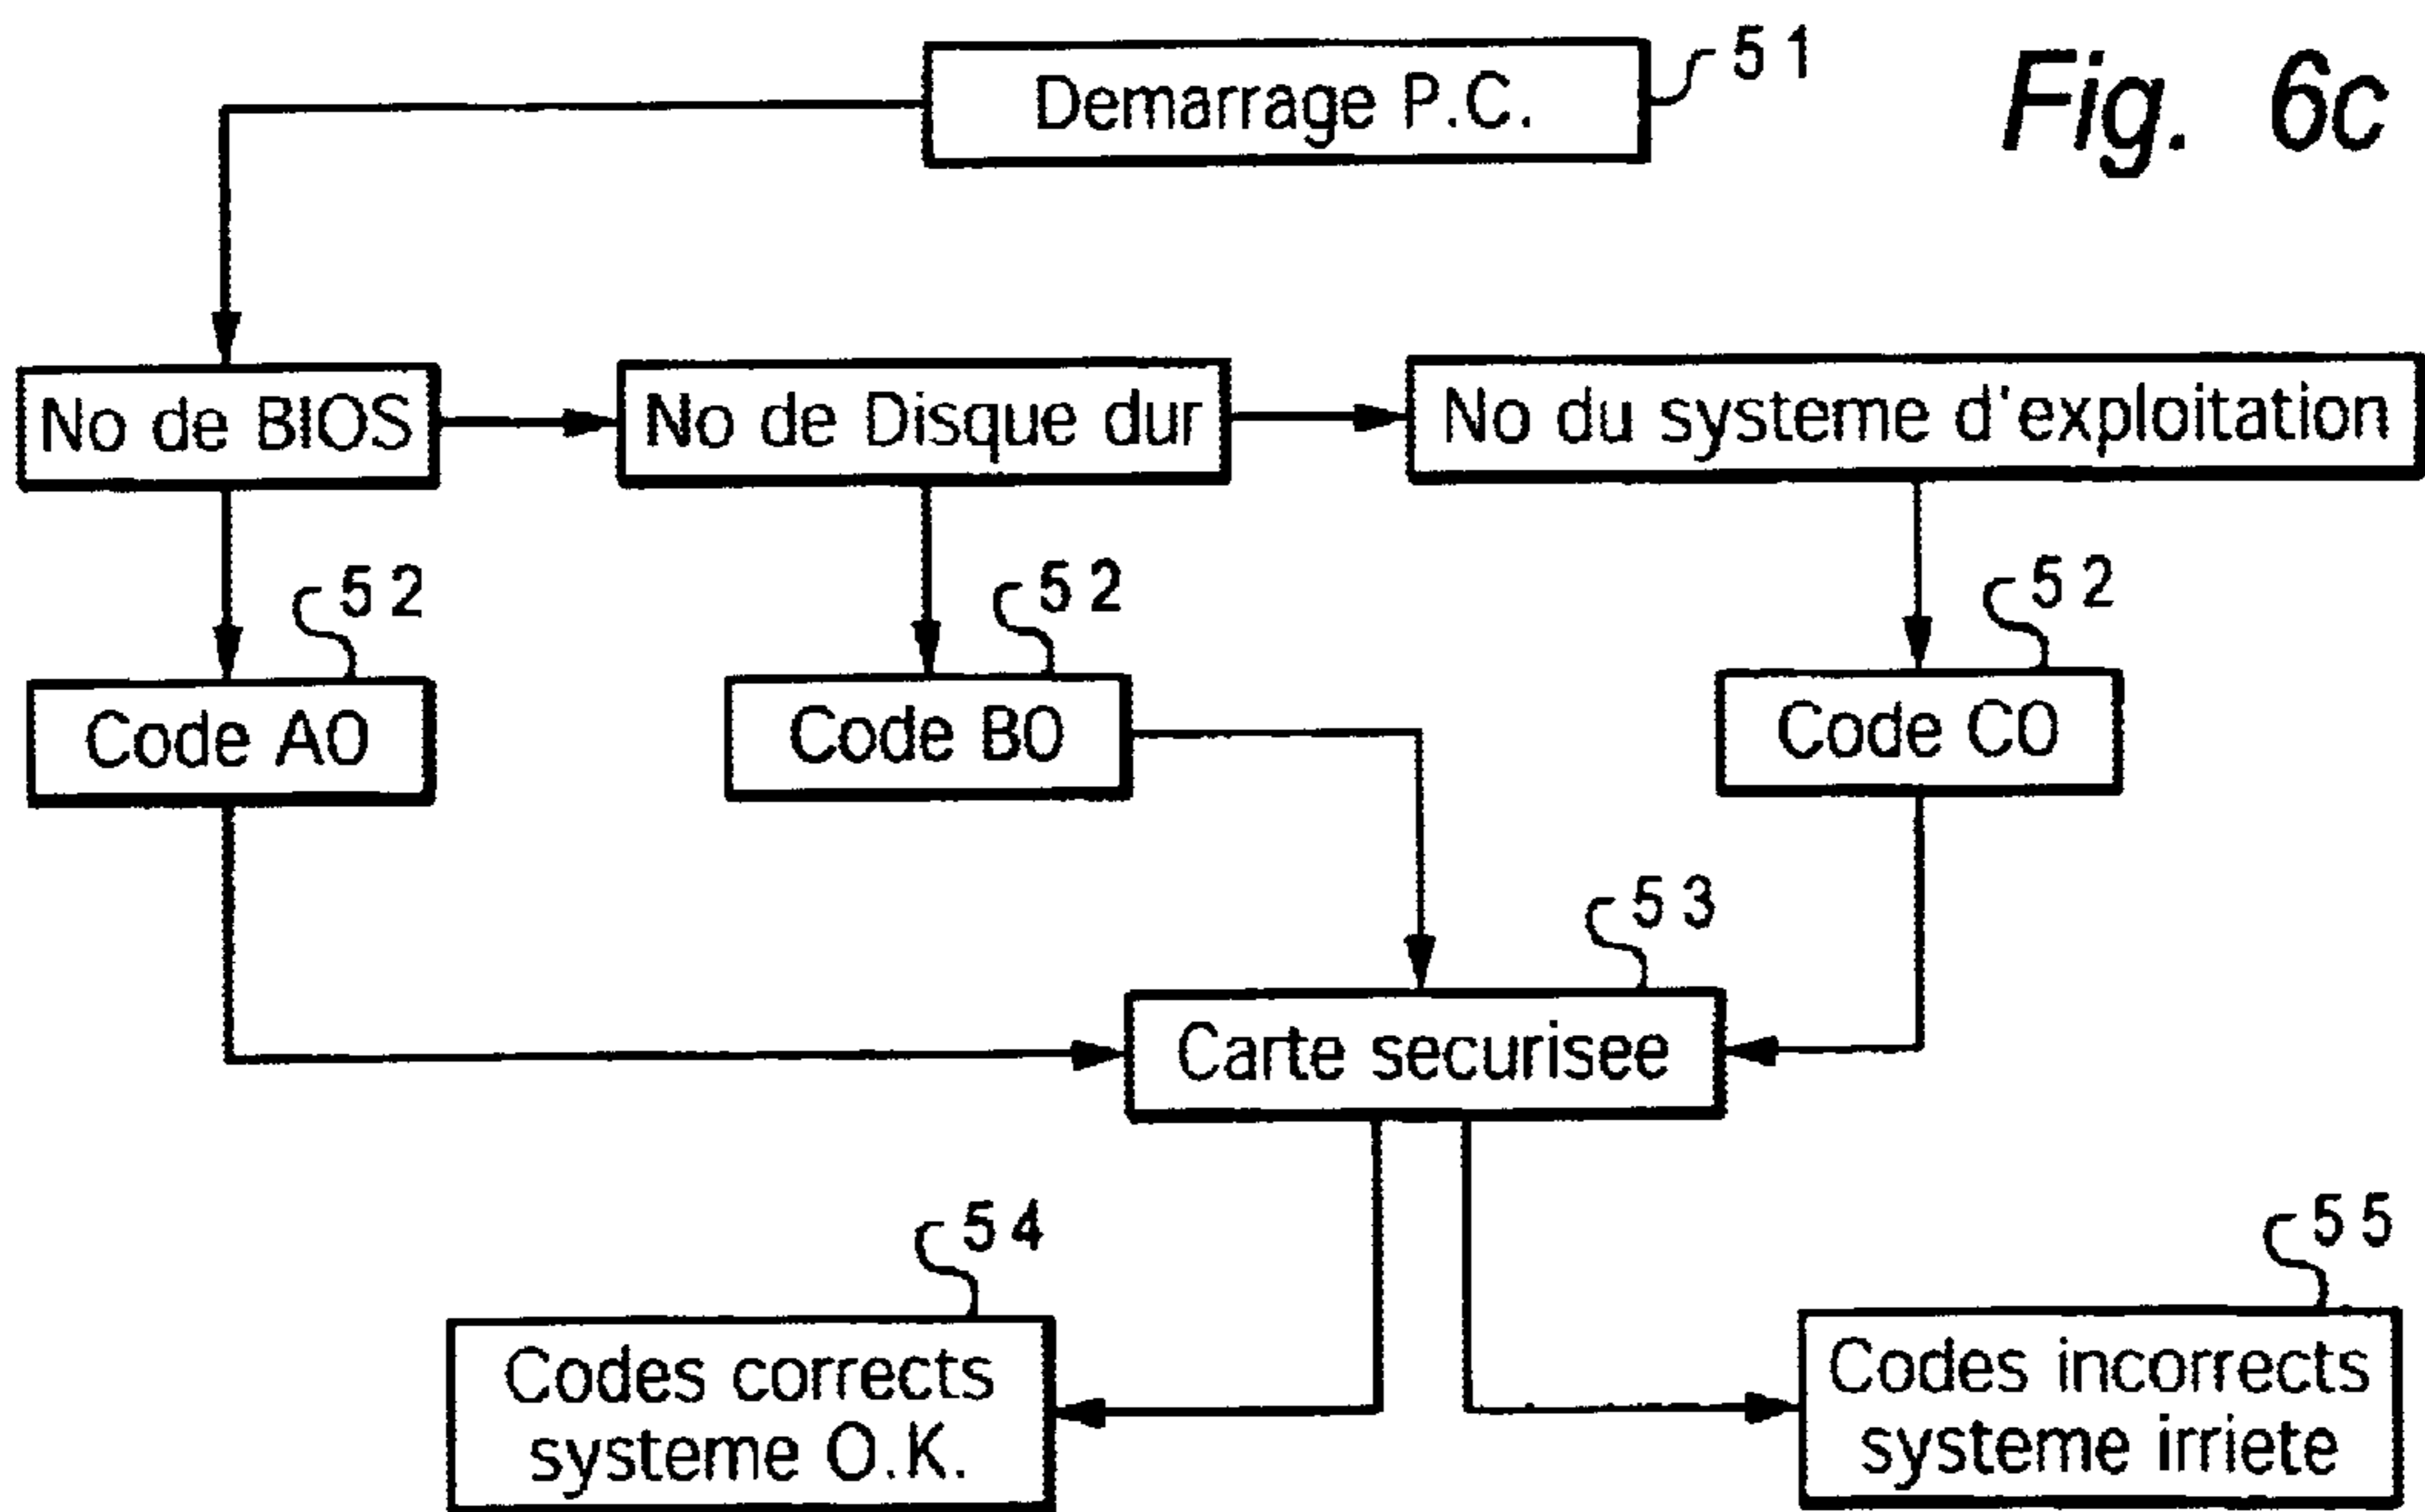 Demarrage P.C.
51
Fig. 6c
No de BIOS
No de Disque dur
No du systeme d'exploitation
52
52
52
Code A0
Code B0
Code C0
53
Carte securisee
54
55
Codes corrects
systeme O.K.
Codes incorrects
systeme irriete